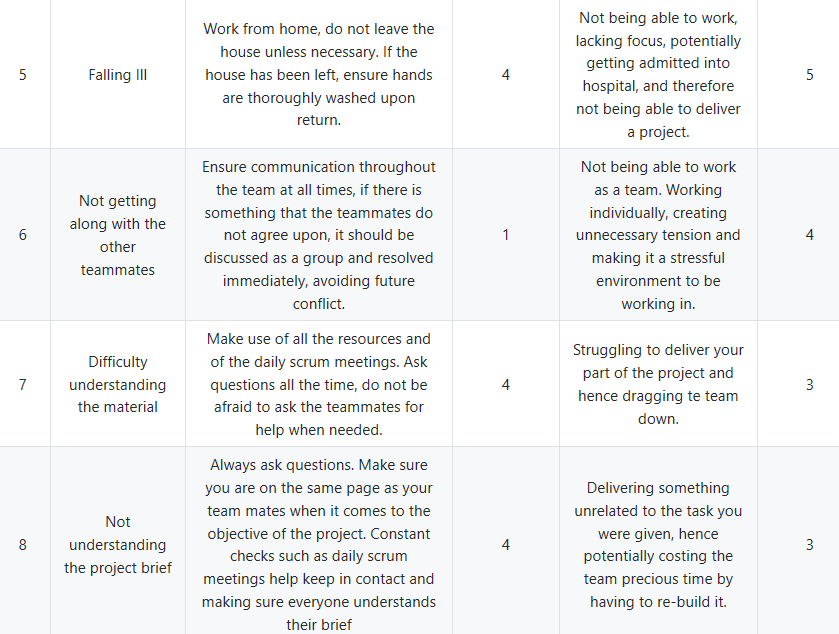 5
Falling Ill
Work from home, do not leave the
house unless necessary. If the
house has been left, ensure hands
are thoroughly washed upon
return.
4
Not being able to work,
lacking focus, potentially
getting admitted into
hospital, and therefore
not being able to deliver
a project.
5
6
Not getting
along with the
other
teammates
Ensure communication throughout
the team at all times, if there is
something that the teammates do
not agree upon, it should be
discussed as a group and resolved
immediately, avoiding future
conflict.
1
Not being able to work
as a team. Working
individually, creating
unnecessary tension and
making it a stressful
environment to be
working in.
4
7
Difficulty
understanding
the material
Make use of all the resources and
of the daily scrum meetings. Ask
questions all the time, do not be
afraid to ask the teammates for
help when needed.
4
Struggling to deliver your
part of the project and
hence dragging te team
down.
3
8
Not
understanding
the project brief
Always ask questions. Make sure
you are on the same page as your
team mates when it comes to the
objective of the project. Constant
checks such as daily scrum
meetings help keep in contact and
making sure everyone understands
their brief
4
Delivering something
unrelated to the task you
were given, hence
potentially costing the
team precious time by
having to re-build it.
3